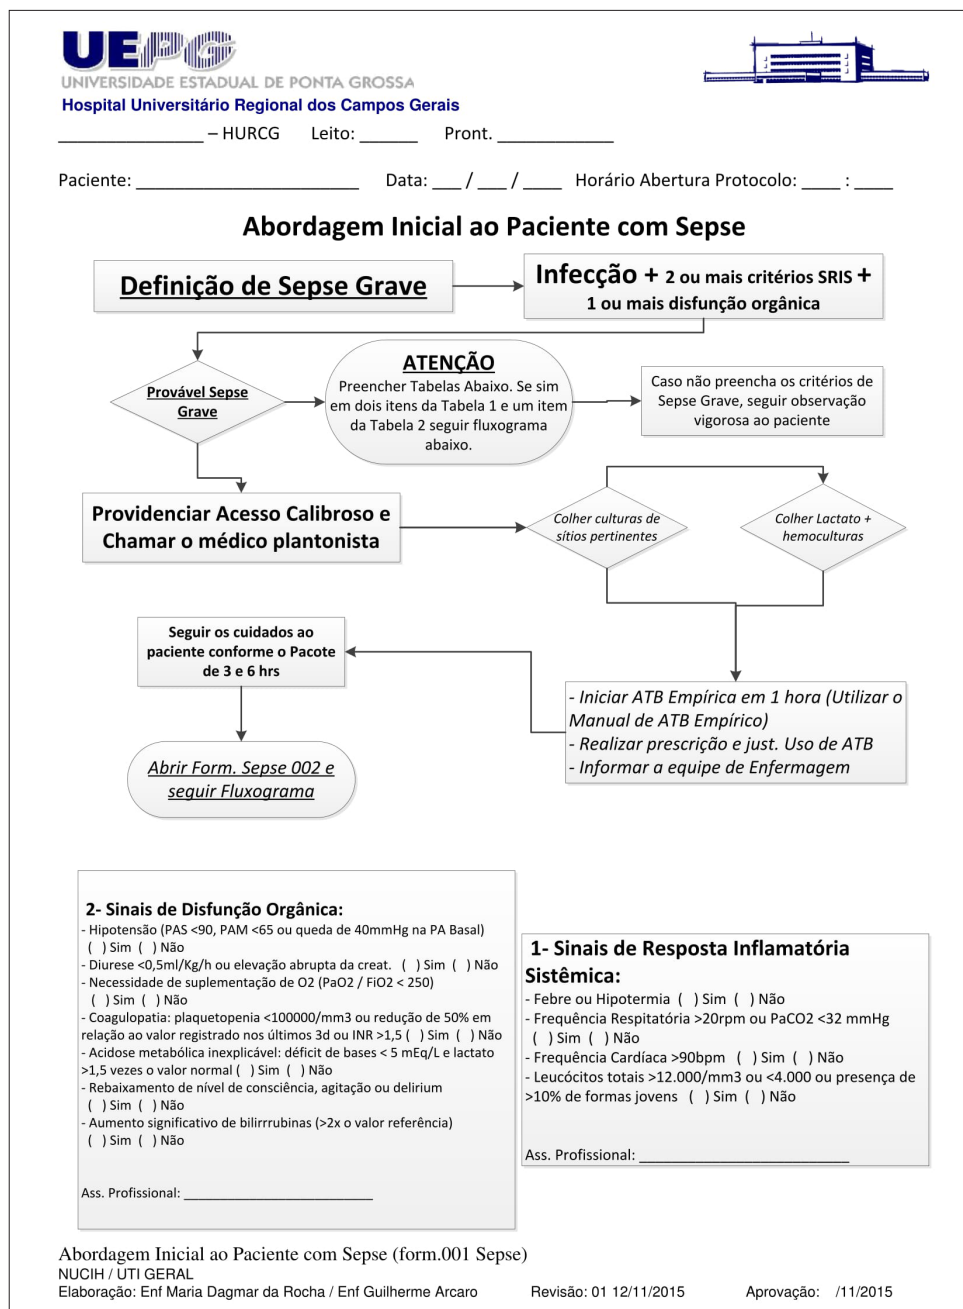 UEPG
UNIVERSIDADE ESTADUAL DE PONTA GROSSA
Hospital Universitário Regional dos Campos Gerais
_______________ – HURCG Leito: ______ Pront. ____________
Paciente: _______________________ Data: ___ / ___ / ____ Horário Abertura Protocolo: ____ : ____
Abordagem Inicial ao Paciente com Sepse
Definição de Sepse Grave
Infecção + 2 ou mais critérios SRIS +
1 ou mais disfunção orgânica
Provável Sepse
Grave
ATENÇÃO
Preencher Tabelas Abaixo. Se sim
em dois itens da Tabela 1 e um item
da Tabela 2 seguir fluxograma
abaixo.
Caso não preencha os critérios de
Sepse Grave, seguir observação
vigorosa ao paciente
Providenciar Acesso Calibroso e
Chamar o médico plantonista
Colher culturas de
sítios pertinentes
Colher Lactato +
hemoculturas
Seguir os cuidados ao
paciente conforme o Pacote
de 3 e 6 hrs
- Iniciar ATB Empírica em 1 hora (Utilizar o
Manual de ATB Empírico)
- Realizar prescrição e just. Uso de ATB
- Informar a equipe de Enfermagem
Abrir Form. Sepse 002 e
seguir Fluxograma
2- Sinais de Disfunção Orgânica:
- Hipotensão (PAS <90, PAM <65 ou queda de 40mmHg na PA Basal)
( ) Sim ( ) Não
- Diurese <0,5ml/Kg/h ou elevação abrupta da creat. ( ) Sim ( ) Não
- Necessidade de suplementação de O2 (PaO2 / FiO2 < 250)
( ) Sim ( ) Não
- Coagulopatia: plaquetopenia <100000/mm3 ou redução de 50% em
relação ao valor registrado nos últimos 3d ou INR >1,5 ( ) Sim ( ) Não
- Acidose metabólica inexplicável: déficit de bases < 5 mEq/L e lactato
>1,5 vezes o valor normal ( ) Sim ( ) Não
- Rebaixamento de nível de consciência, agitação ou delirium
( ) Sim ( ) Não
- Aumento significativo de bilirrrubinas (>2x o valor referência)
( ) Sim ( ) Não
Ass. Profissional: __________________________
1- Sinais de Resposta Inflamatória
Sistêmica:
- Febre ou Hipotermia ( ) Sim ( ) Não
- Frequência Respitatória >20rpm ou PaCO2 <32 mmHg
( ) Sim ( ) Não
- Frequência Cardíaca >90bpm ( ) Sim ( ) Não
- Leucócitos totais >12.000/mm3 ou <4.000 ou presença de
>10% de formas jovens ( ) Sim ( ) Não
Ass. Profissional: __________________________
Abordagem Inicial ao Paciente com Sepse (form.001 Sepse)
NUCIH / UTI GERAL
Elaboração: Enf Maria Dagmar da Rocha / Enf Guilherme Arcaro Revisão: 01 12/11/2015 Aprovação: /11/2015